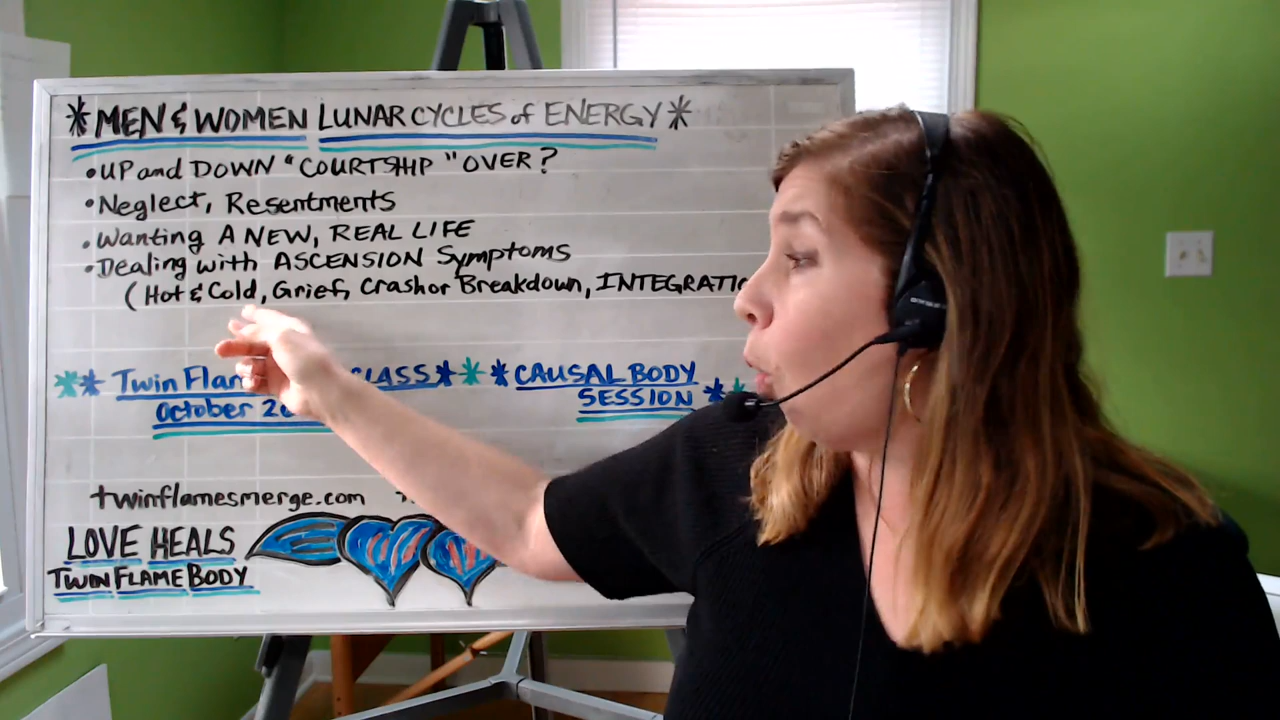 *MEN & WOMEN LUNAR CYCLES of ENERGY*
•UP and DOWN "COURTSHIP" OVER?
•Neglect, Resentments
•Wanting A NEW, REAL LIFE
•Dealing with ASCENSION Symptoms
(Hot & Cold, Grief, Crash or Breakdown,
** Twin CLASS ** CAUSAL BODY
October SESSION **
twinflamesmerge.com
LOVE HEALS
TWIN FLAME BODY